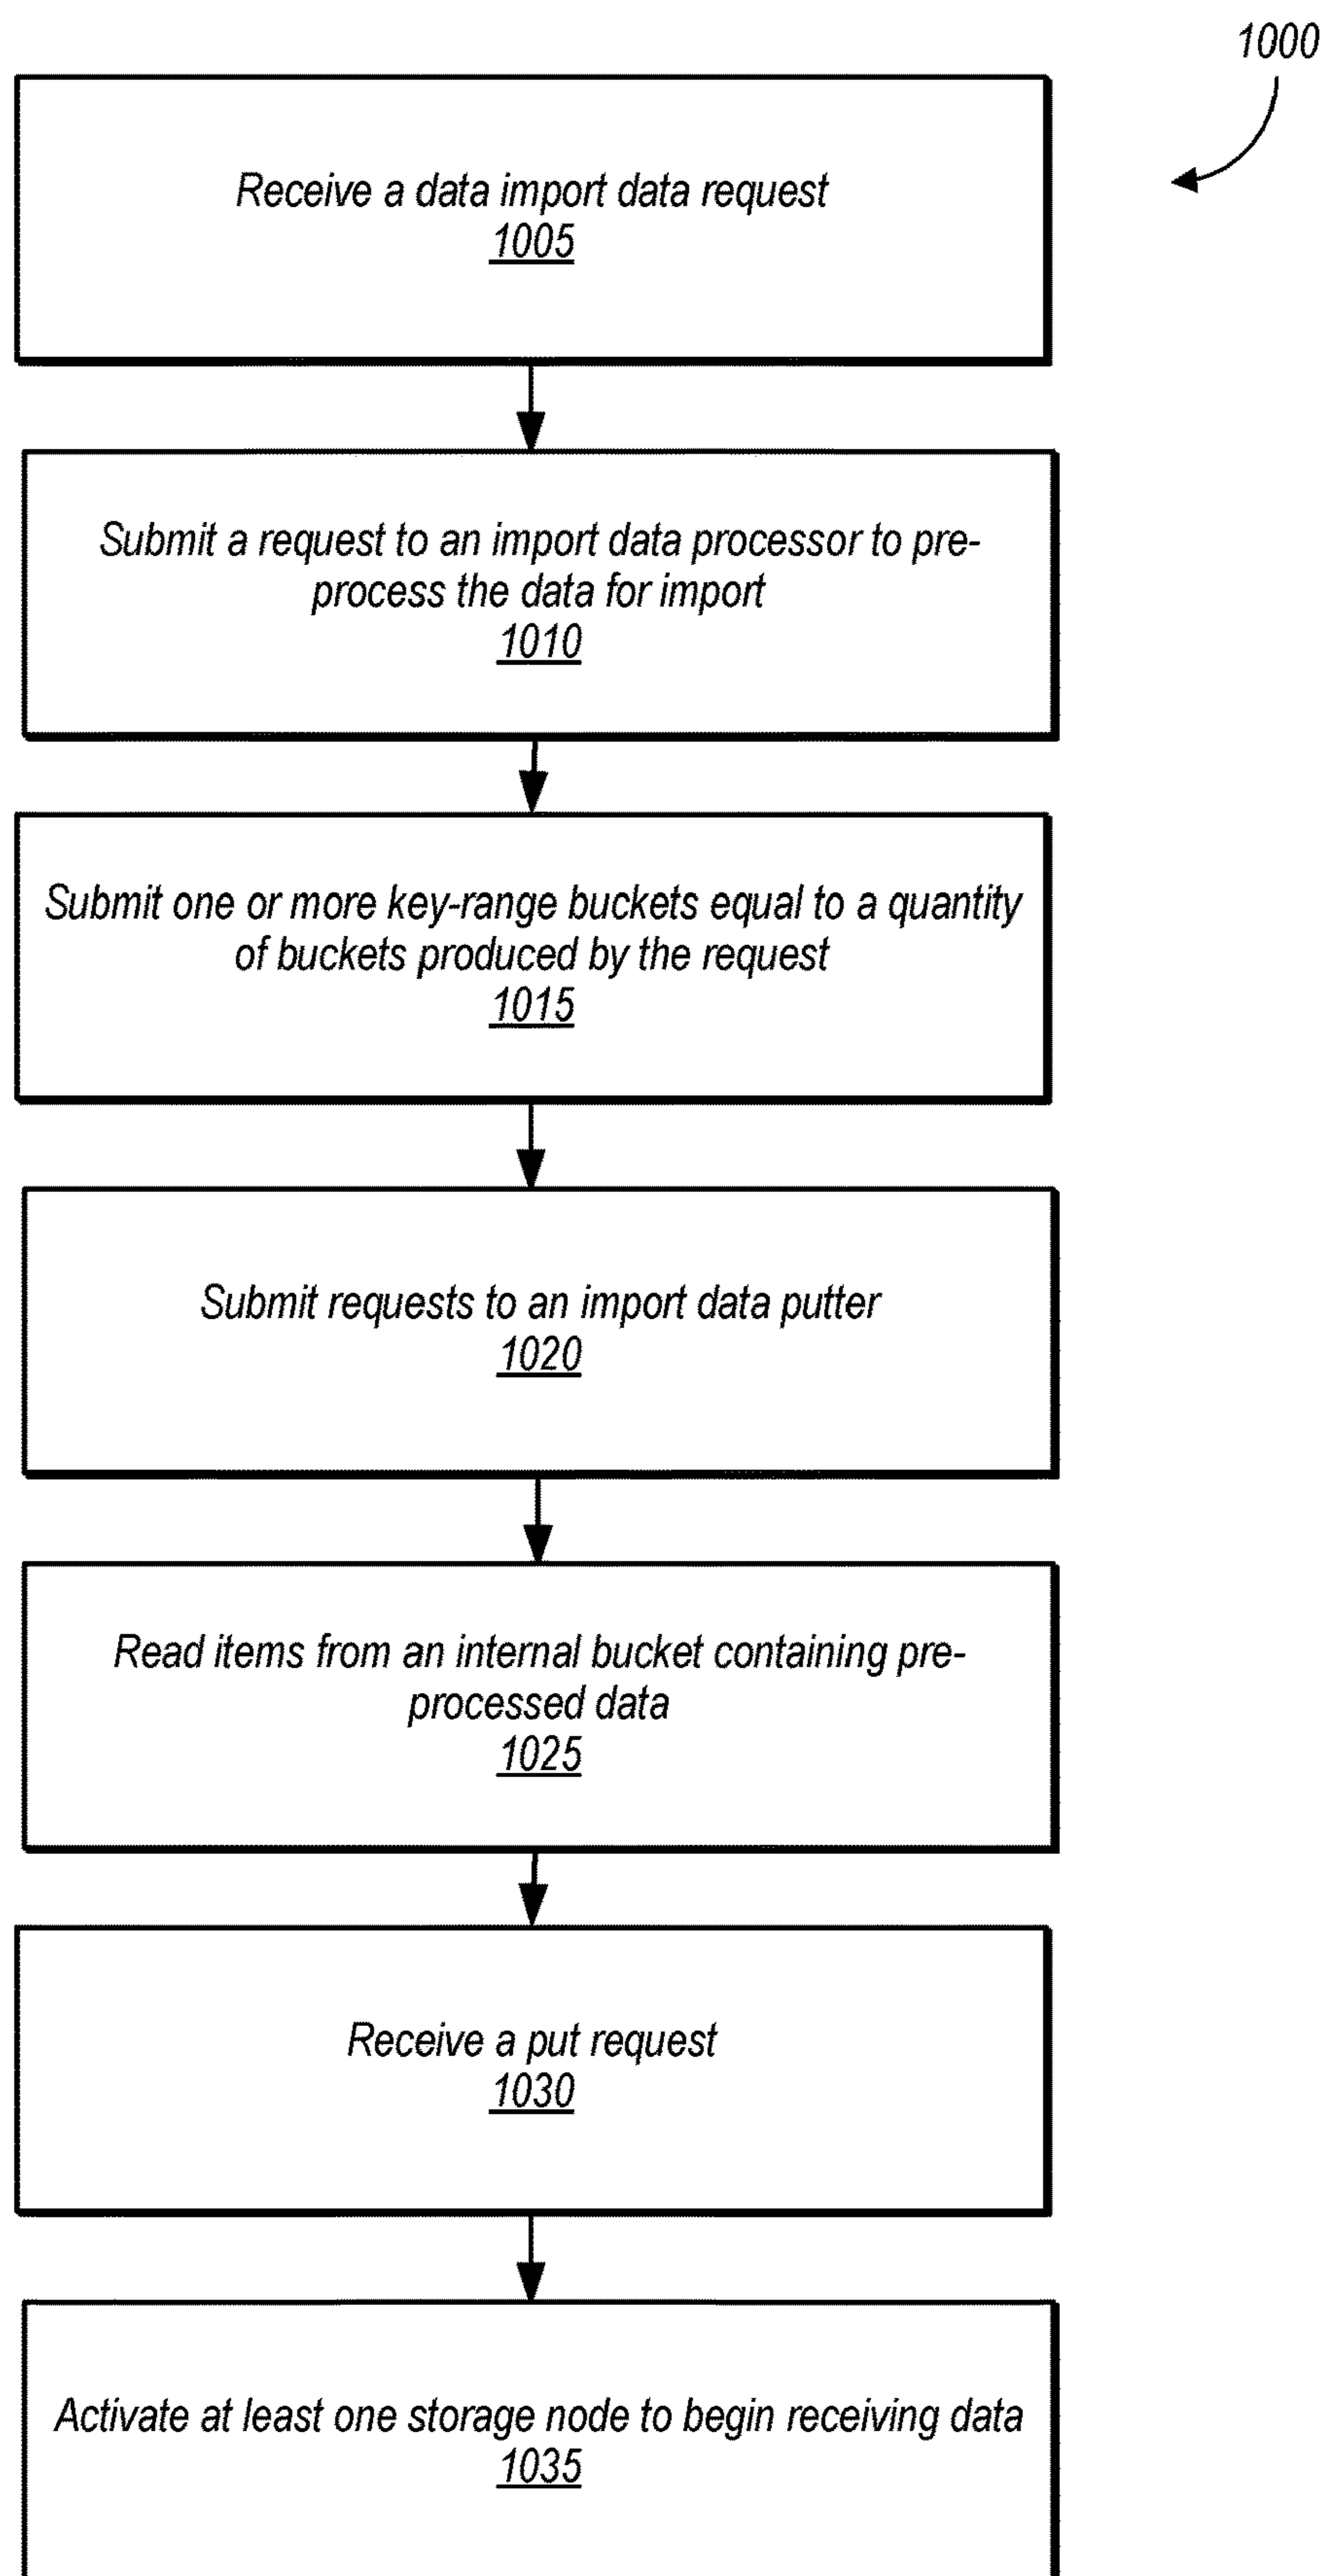 1000
Receive a data import data request
1005
Submit a request to an import data processor to pre-
process the data for import
1010
Submit one or more key-range buckets equal to a quantity
of buckets produced by the request
1015
Submit requests to an import data putter
1020
Read items from an internal bucket containing pre-
processed data
1025
Receive a put request
1030
Activate at least one storage node to begin receiving data
1035